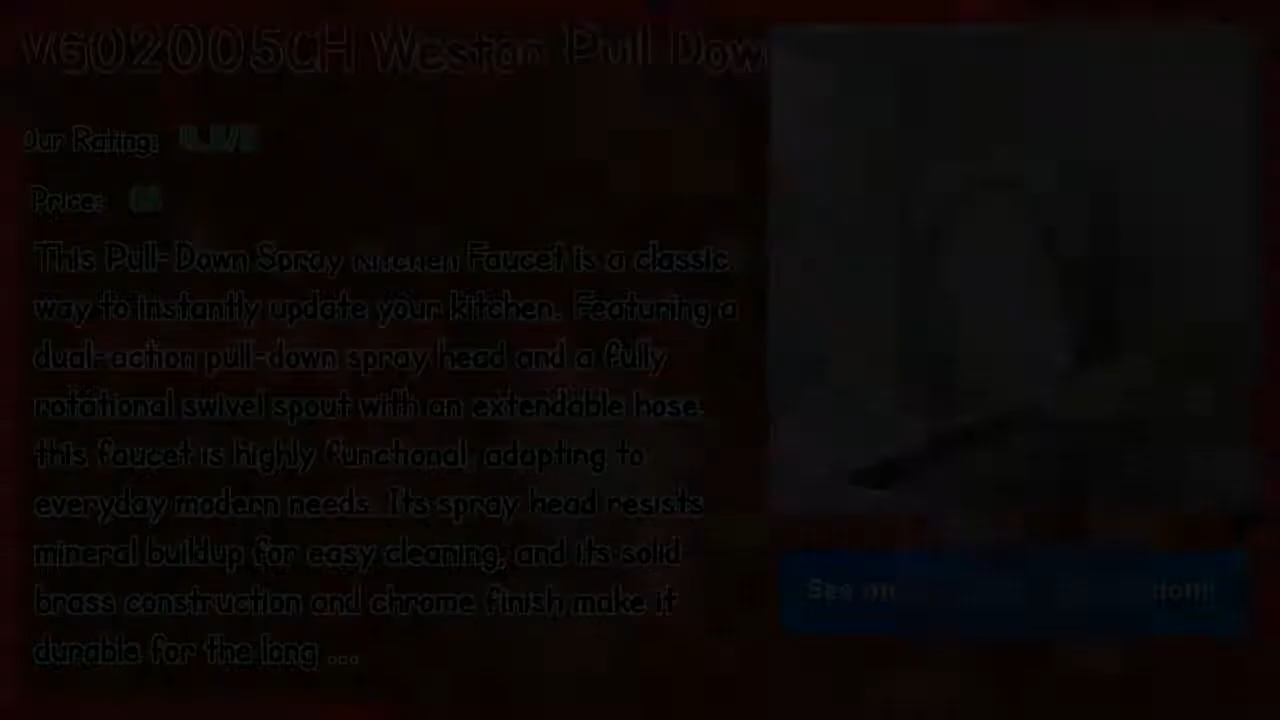 V602005CH Weston Pull Dow
Our Rating:
Price:
This Pull-Down Spray Kitchen Faucet is a classic
way to instantly update your kitchen. Featuring a
dual-action pull-down spray head and a fully
rotational swivel spout with an extendable hose,
this faucet is highly functional, adapting to
everyday modern needs. Its spray head resists
mineral buildup for easy cleaning, and its solid
brass construction and chrome finish make it
durable for the long ...
See